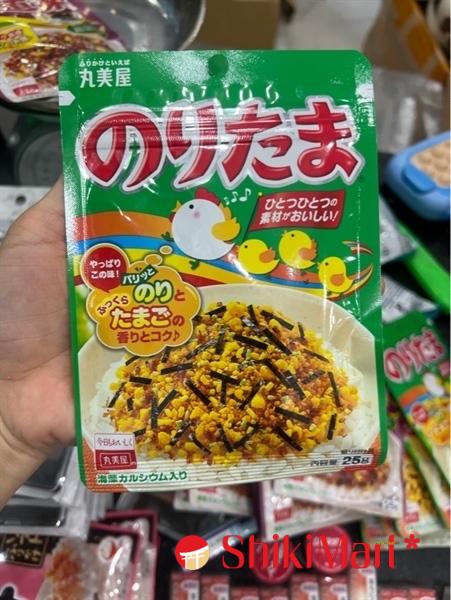 ふりかけといえば
丸美屋
のりたま
ひとつひとつの
素材がおいしい!
やっぱり
この味!
パリッと
のりと
ふっくら
たまごの
香りとコク♪
今日もおいしく
丸美屋
海藻カルシウム入り
内容量 25g
のりたま
ShikiMart*